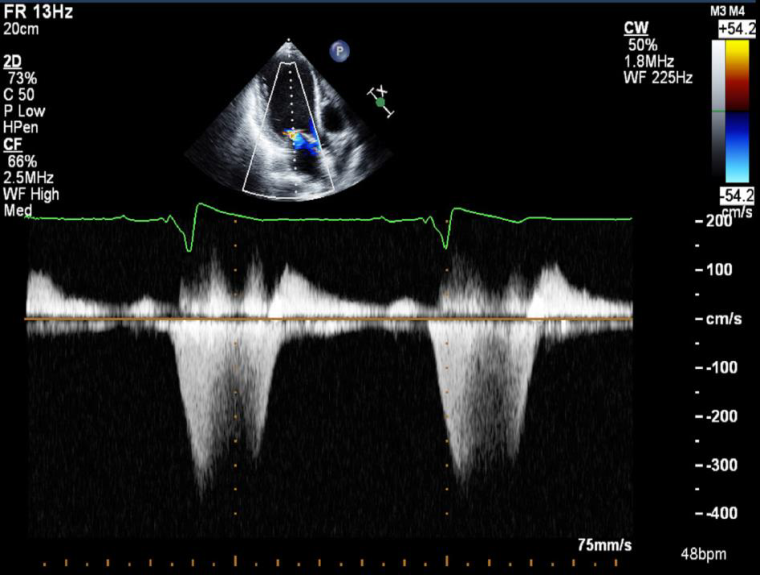 FR 13Hz
20cm
2D
73%
C 50
P Low
HPen
CF
66%
2.5MHz
WF High
Med
P
X
M3 M4
+54.2
CW
50%
1.8MHz
WF 225Hz
-54.2
cm/s
200
100
cm/s
-100
-200
-300
-400
75mm/s
48bpm